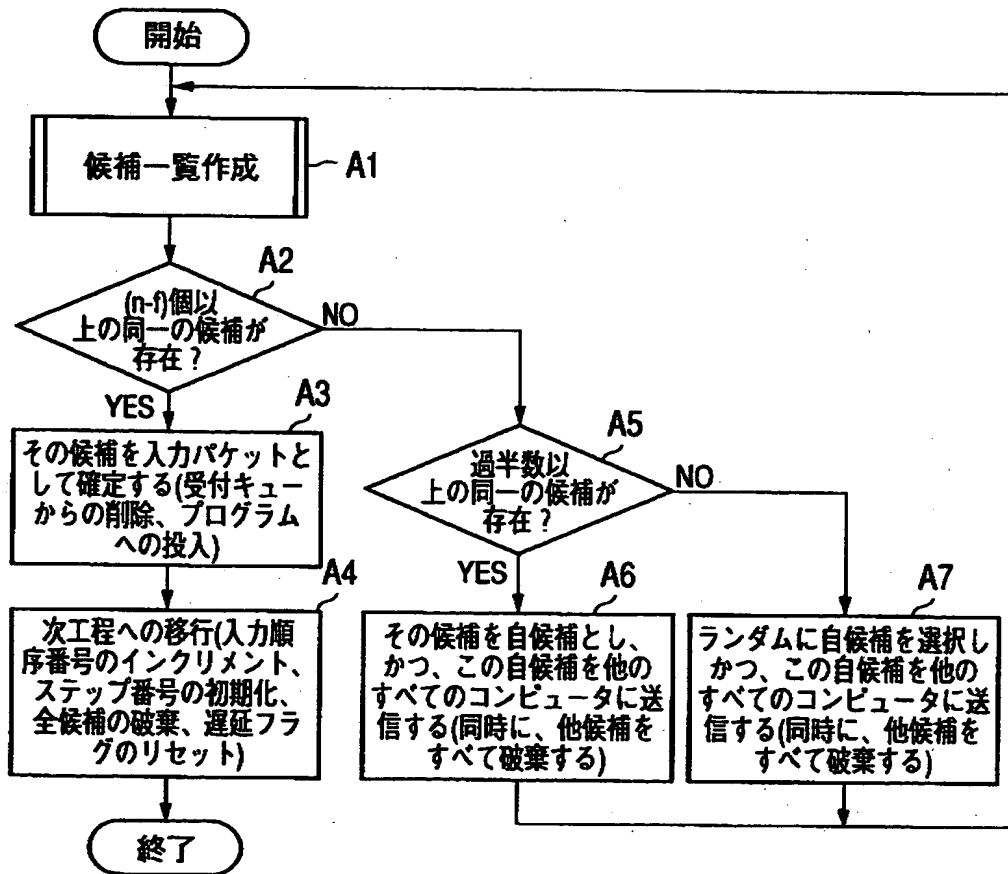 開始
候補一覧作成
A1
A2
(n-f)個以
上の同一の候補が
存在？
NO
YES
A3
その候補を入力パケットと
して確定する(受付キュー
からの削除、プログラム
への投入)
A4
次工程への移行(入力順
序番号のインクリメント、
ステップ番号の初期化、
全候補の破棄、遅延フラ
グのリセット)
終了
A5
過半数以
上の同一の候補が
存在？
NO
YES
A6
その候補を自候補とし、
かつ、この自候補を他の
すべてのコンピュータに送
信する(同時に、他候補を
すべて破棄する)
A7
ランダムに自候補を選択し
かつ、この自候補を他の
すべてのコンピュータに送
信する(同時に、他候補を
すべて破棄する)